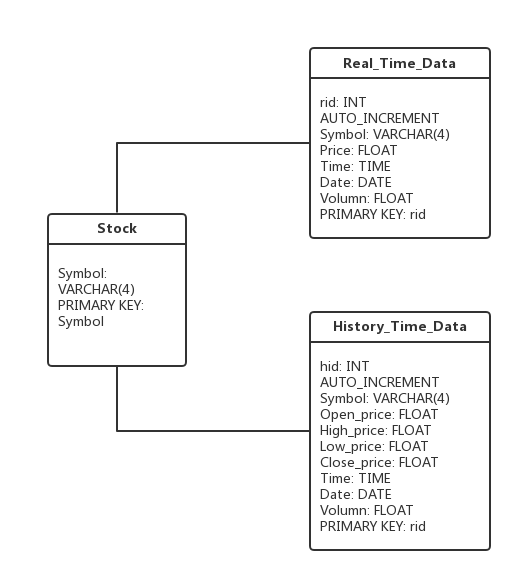 Real_Time_Data
rid: INT
AUTO_INCREMENT
Symbol: VARCHAR(4)
Price: FLOAT
Time: TIME
Date: DATE
Volumn: FLOAT
PRIMARY KEY: rid
Stock
Symbol:
VARCHAR(4)
PRIMARY KEY:
Symbol
History_Time_Data
hid: INT
AUTO_INCREMENT
Symbol: VARCHAR(4)
Open_price: FLOAT
High_price: FLOAT
Low_price: FLOAT
Close_price: FLOAT
Time: TIME
Date: DATE
Volumn: FLOAT
PRIMARY KEY: rid